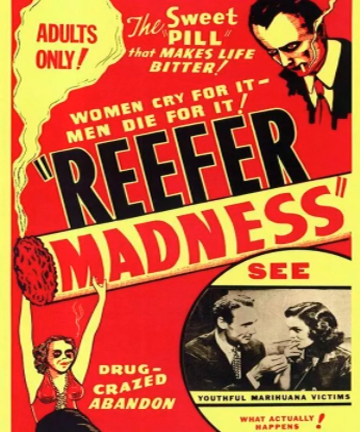 ADULTS
ONLY!
The Sweet
"PILL"
that MAKES LIFE
BITTER!
WOMEN CRY FOR IT-
MEN DIE FOR IT!
"REEFER
MADNESS"
SEE
DRUG-
CRAZED
ABANDON
YOUTHFUL MARIHUANA VICTIMS
WHAT ACTUALLY
HAPPENS!